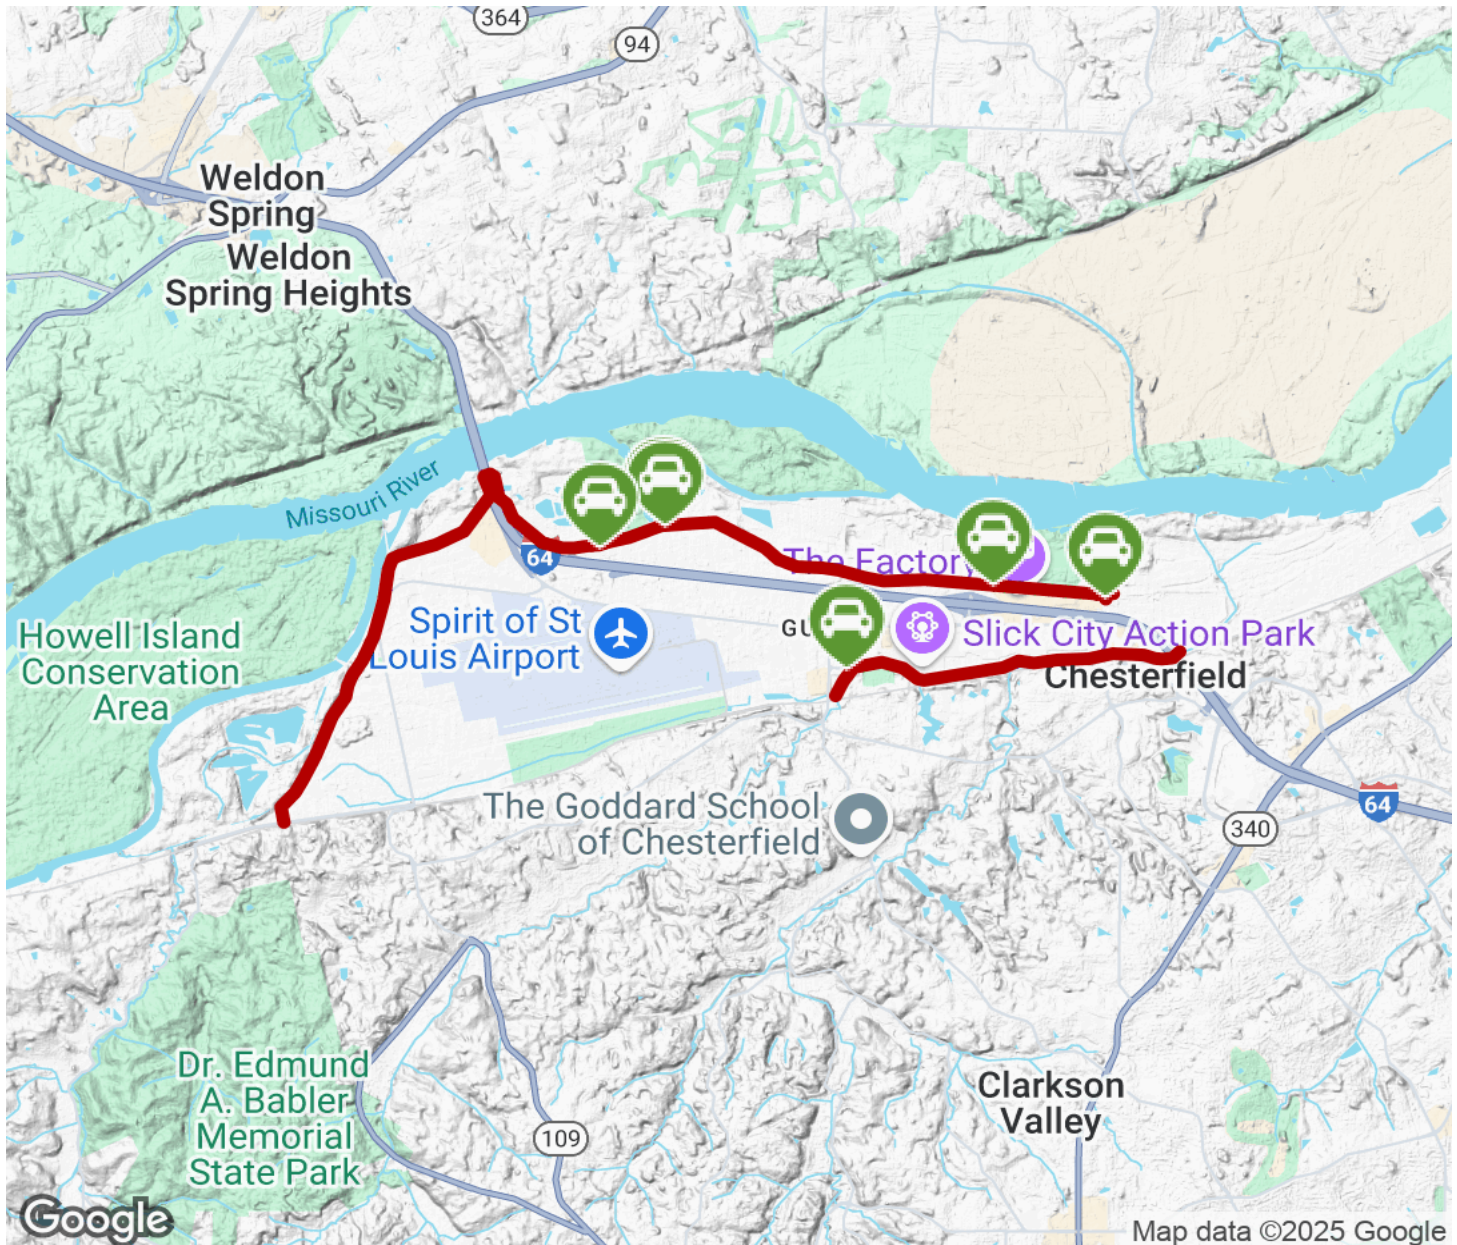 364
94
Weldon
Spring
Weldon
Spring Heights
Missouri River
64
The Factory
Spirit of St
Louis Airport
GU
Slick City Action Park
Chesterfield
Howell Island
Conservation
Area
The Goddard School
of Chesterfield
64
340
Dr. Edmund
A. Babler
Memorial
State Park
Clarkson
Valley
109
Google
Map data ©2025 Google